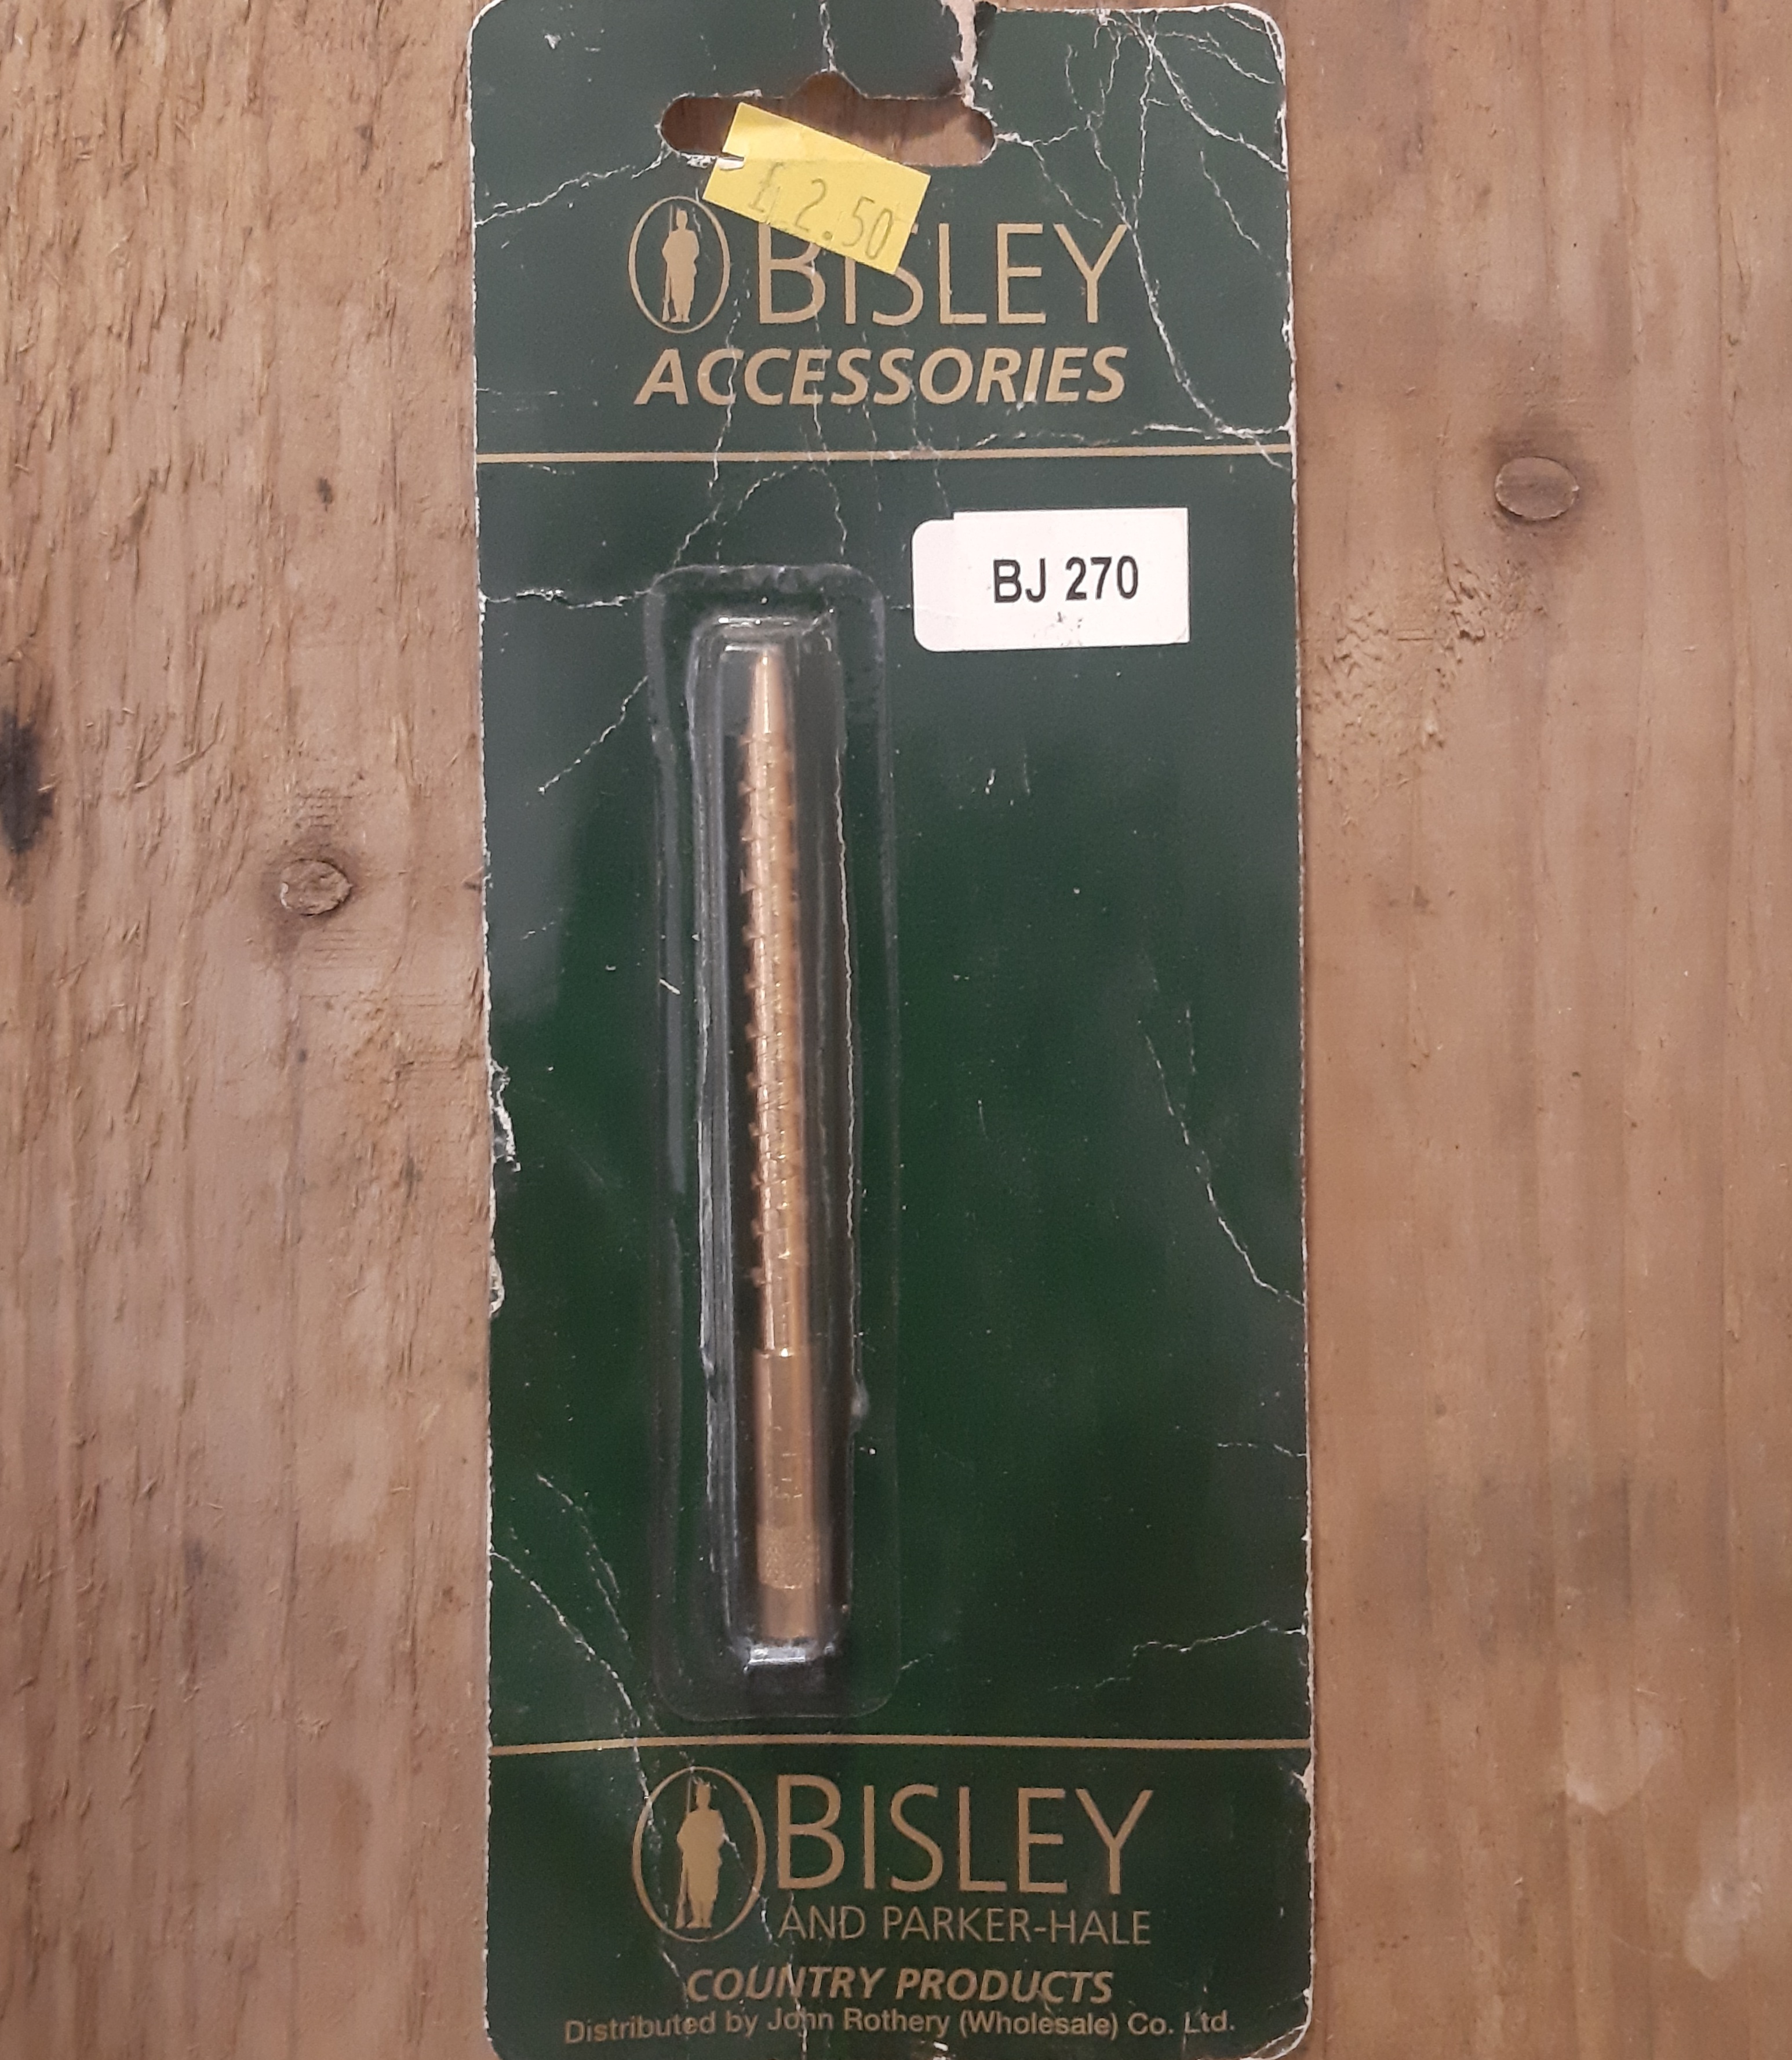 £2.50
BISLEY
ACCESSORIES
BJ 270
BISLEY
AND PARKER-HALE
COUNTRY PRODUCTS
Distributed by John Rothery (Wholesale) Co. Ltd.